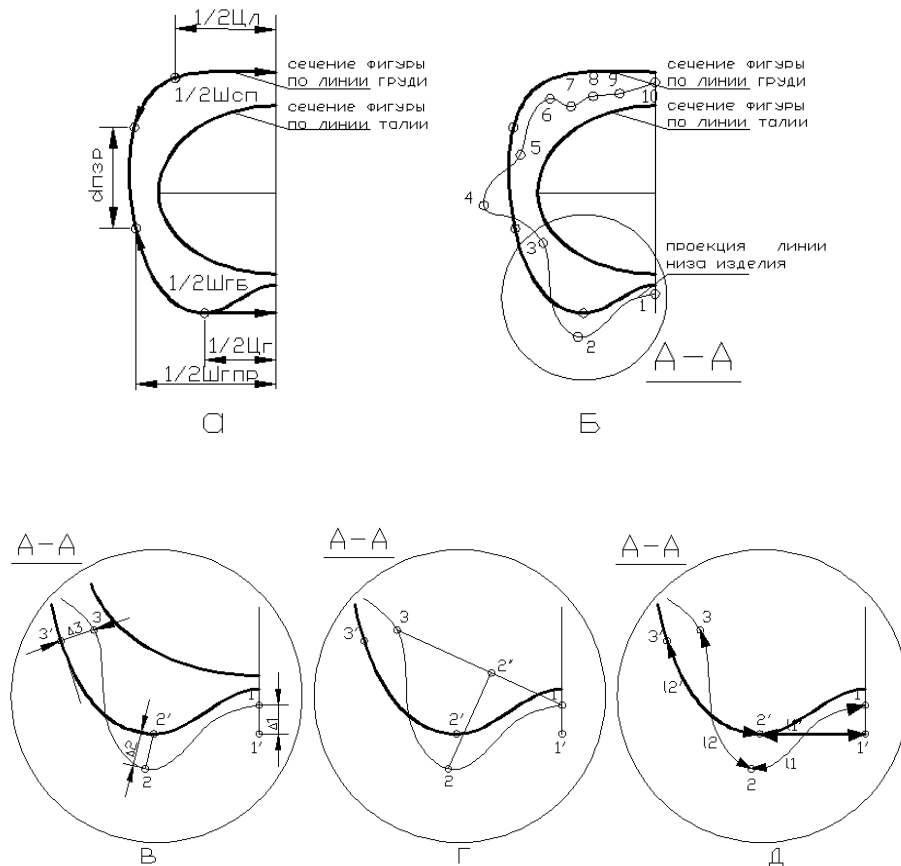 1/2Цл
сечение фигуры
по линии груди
1/2Шсп
сечение фигуры
по линии талии
dпзр
1/2Шгб
1/2Цг
1/2Шгпр
а
сечение фигуры
по линии груди
7 8 9
6 10
сечение фигуры
по линии талии
5
4
3
проекция линии
низа изделия
1
2
А-А
Б
А-А
3' Δ3 3
1
2' Δ1
Δ2 1'
2
В
А-А
3
3'
2"
1
2'
1'
2
Г
А-А
3
3'
l2' 1
2' l1' 1'
l2 l1
2
Д